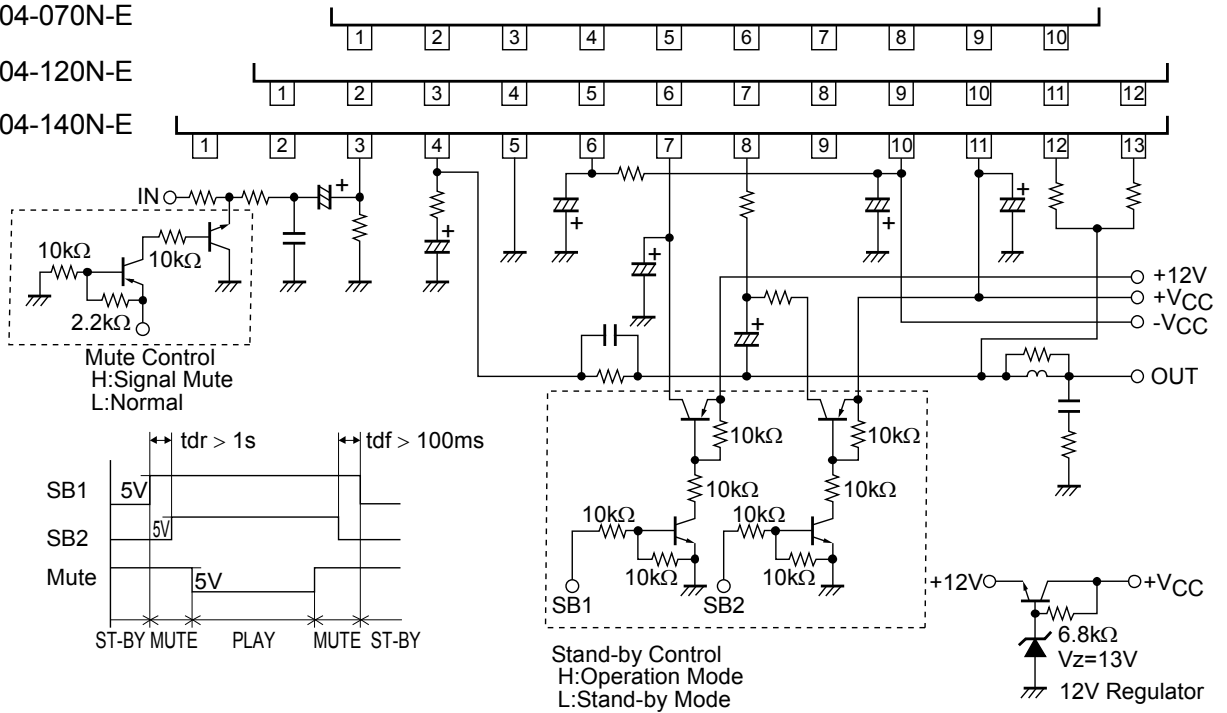 04-070N-E
1 2 3 4 5 6 7 8 9 10
04-120N-E
1 2 3 4 5 6 7 8 9 10 11 12
04-140N-E
1 2 3 4 5 6 7 8 9 10 11 12 13
IN
+
+
+
+
+
+
+
+
10kΩ
10kΩ
2.2kΩ
Mute Control
H:Signal Mute
L:Normal
+12V
+VCC
-VCC
OUT
tdr > 1s
tdf > 100ms
SB1
5V
SB2
5V
Mute
5V
ST-BY MUTE PLAY MUTE ST-BY
10kΩ
10kΩ
10kΩ
10kΩ
10kΩ
10kΩ
10kΩ
10kΩ
SB1
SB2
Stand-by Control
H:Operation Mode
L:Stand-by Mode
+12V
+VCC
6.8kΩ
Vz=13V
12V Regulator